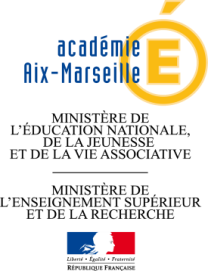 académie
Aix-Marseille
é
MINISTÈRE DE
L'ÉDUCATION NATIONALE,
DE LA JEUNESSE
ET DE LA VIE ASSOCIATIVE
MINISTÈRE DE
L'ENSEIGNEMENT SUPÉRIEUR
ET DE LA RECHERCHE
Liberté • Égalité • Fraternité
RÉPUBLIQUE FRANÇAISE